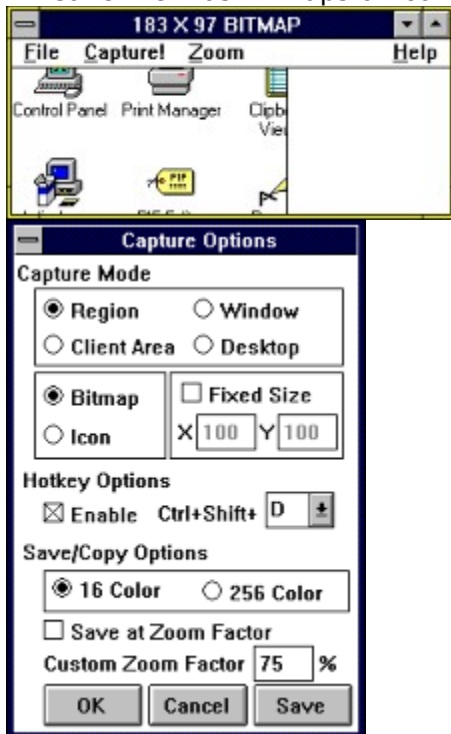 183 X 97 BITMAP
File Capture! Zoom Help
Control Panel Print Manager Clipb
View
Capture Options
Capture Mode
Region Window
Client Area Desktop
Bitmap Fixed Size
Icon X 100 Y 100
Hotkey Options
Enable Ctrl+Shift+ D
Save/Copy Options
16 Color 256 Color
Save at Zoom Factor
Custom Zoom Factor 75 %
OK Cancel Save